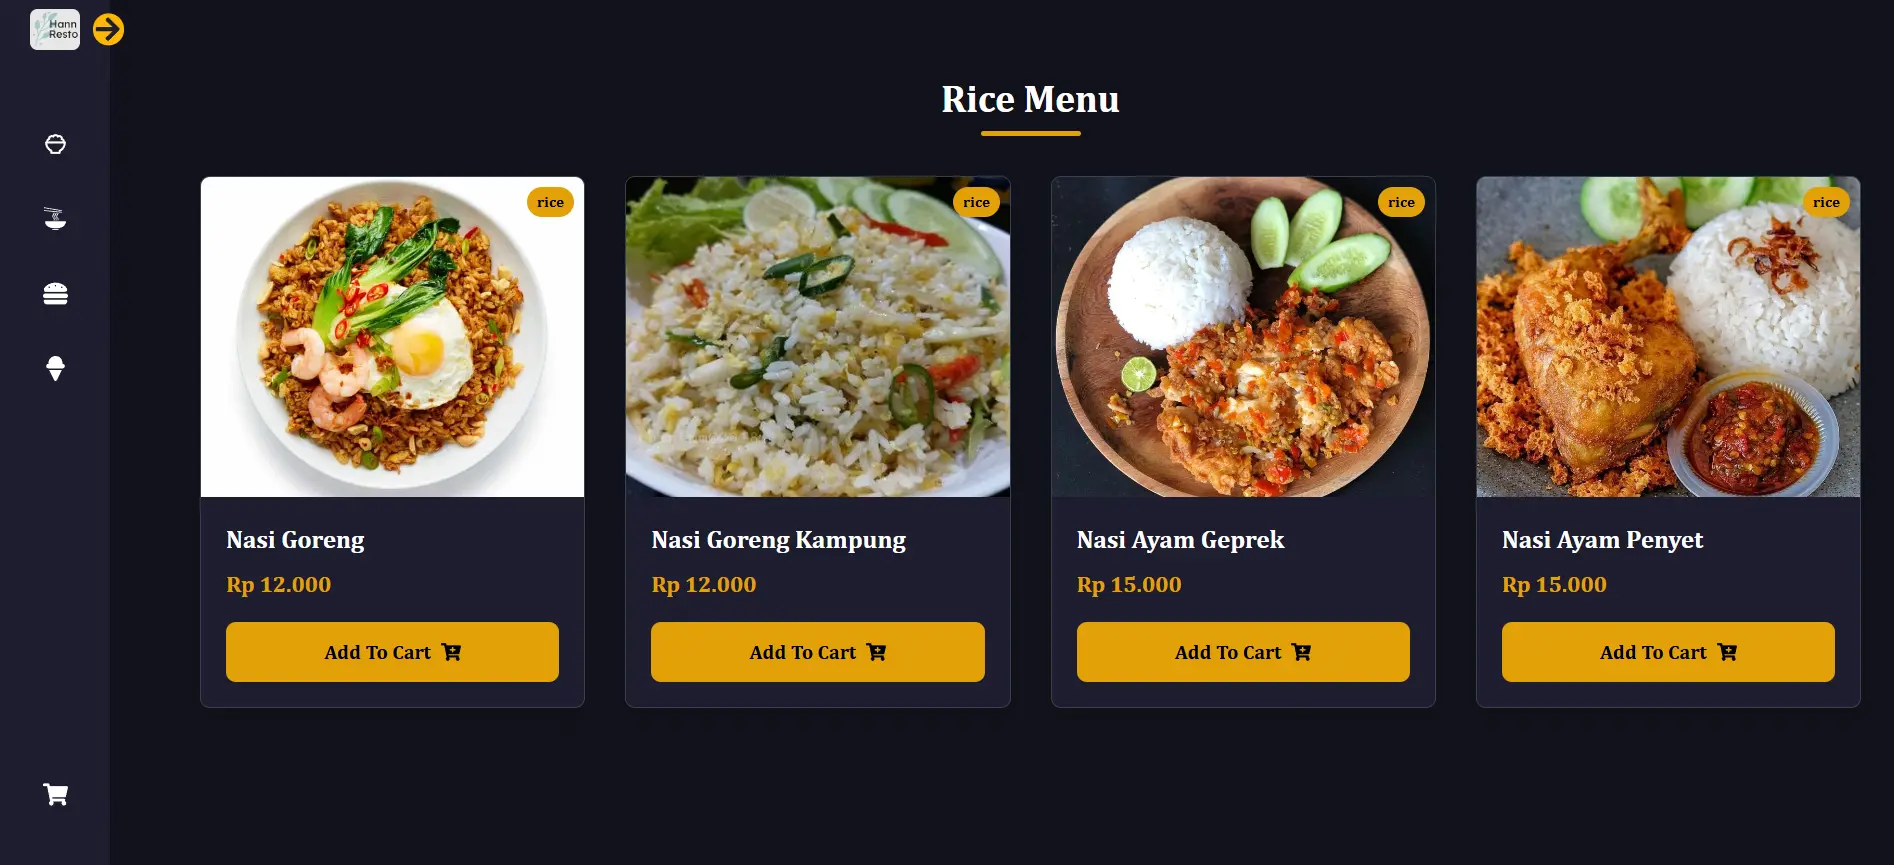 Hann
Resto
Rice Menu
rice
rice
rice
rice
Nasi Goreng
Nasi Goreng Kampung
Nasi Ayam Geprek
Nasi Ayam Penyet
Rp 12.000
Rp 12.000
Rp 15.000
Rp 15.000
Add To Cart
Add To Cart
Add To Cart
Add To Cart